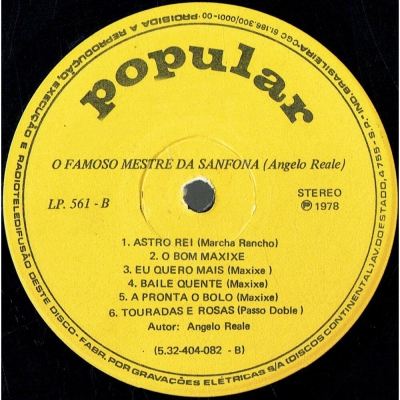 popular
O FAMOSO MESTRE DA SANFONA (Angelo Reale)
LP. 561 - B
STEREO
Ⓟ 1978
1. ASTRO REI (Marcha Rancho)
2. O BOM MAXIXE
3. EU QUERO MAIS (Maxixe )
4. BAILE QUENTE (Maxixe)
5. A PRONTA O BOLO (Maxixe)
6. TOURADAS E ROSAS (Passo Doble )
Autor: Angelo Reale
(5.32-404-082 - B)
FABR. POR GRAVAÇÕES ELÉTRICAS S/A (DISCOS CONTINENTAL) AV. DO ESTADO, 4755 - S.P. IND. BRASILEIRA - CGC 61.186.300/0001-00 - PROIBIDA A REPRODUÇÃO, EXECUÇÃO E RADIOTELEDIFUSÃO DESTE DISCO -